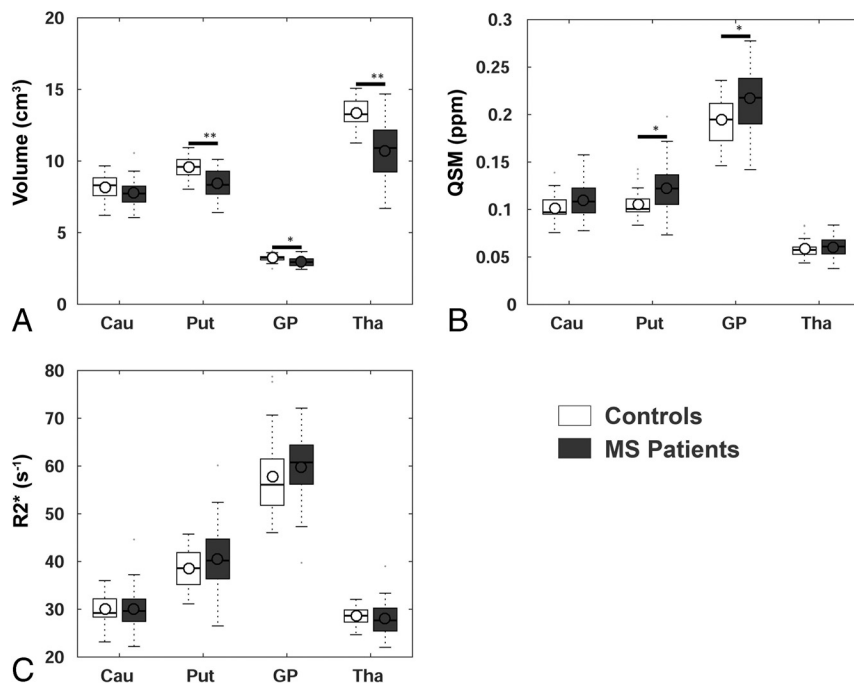 20
15
10
5
0
Volume (cm³)
**
*
**
Cau Put GP Tha
A
0.3
0.25
0.2
0.15
0.1
0.05
0
QSM (ppm)
*
*
Cau Put GP Tha
B
80
70
60
50
40
30
20
R2* (s⁻¹)
Cau Put GP Tha
C
Controls
MS Patients